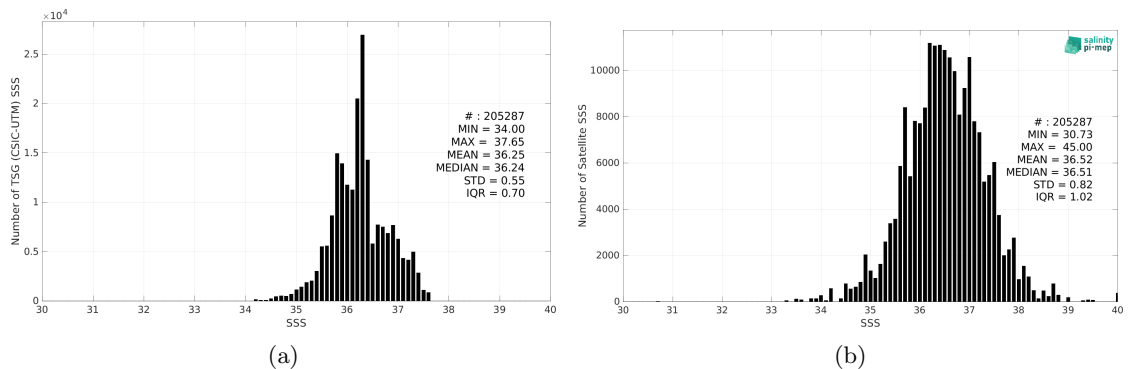 ×10⁴
2.5
2
1.5
1
0.5
0
30 31 32 33 34 35 36 37 38 39 40
SSS
Number of TSG (CSIC-UTM) SSS
# : 205287
MIN = 34.00
MAX = 37.65
MEAN = 36.25
MEDIAN = 36.24
STD = 0.55
IQR = 0.70
(a)
salinity
pi-mep
10000
8000
6000
4000
2000
0
30 31 32 33 34 35 36 37 38 39 40
SSS
Number of Satellite SSS
# : 205287
MIN = 30.73
MAX = 45.00
MEAN = 36.52
MEDIAN = 36.51
STD = 0.82
IQR = 1.02
(b)